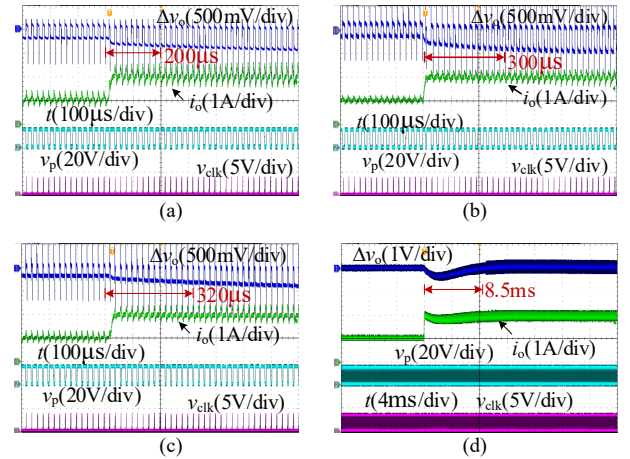 Δvo(500mV/div)
200μs
io(1A/div)
t(100μs/div)
vp(20V/div)
vclk(5V/div)
(a)
Δvo(500mV/div)
300μs
io(1A/div)
t(100μs/div)
vp(20V/div)
vclk(5V/div)
(b)
Δvo(500mV/div)
320μs
io(1A/div)
t(100μs/div)
vp(20V/div)
vclk(5V/div)
(c)
Δvo(1V/div)
8.5ms
vp(20V/div)
io(1A/div)
t(4ms/div)
vclk(5V/div)
(d)